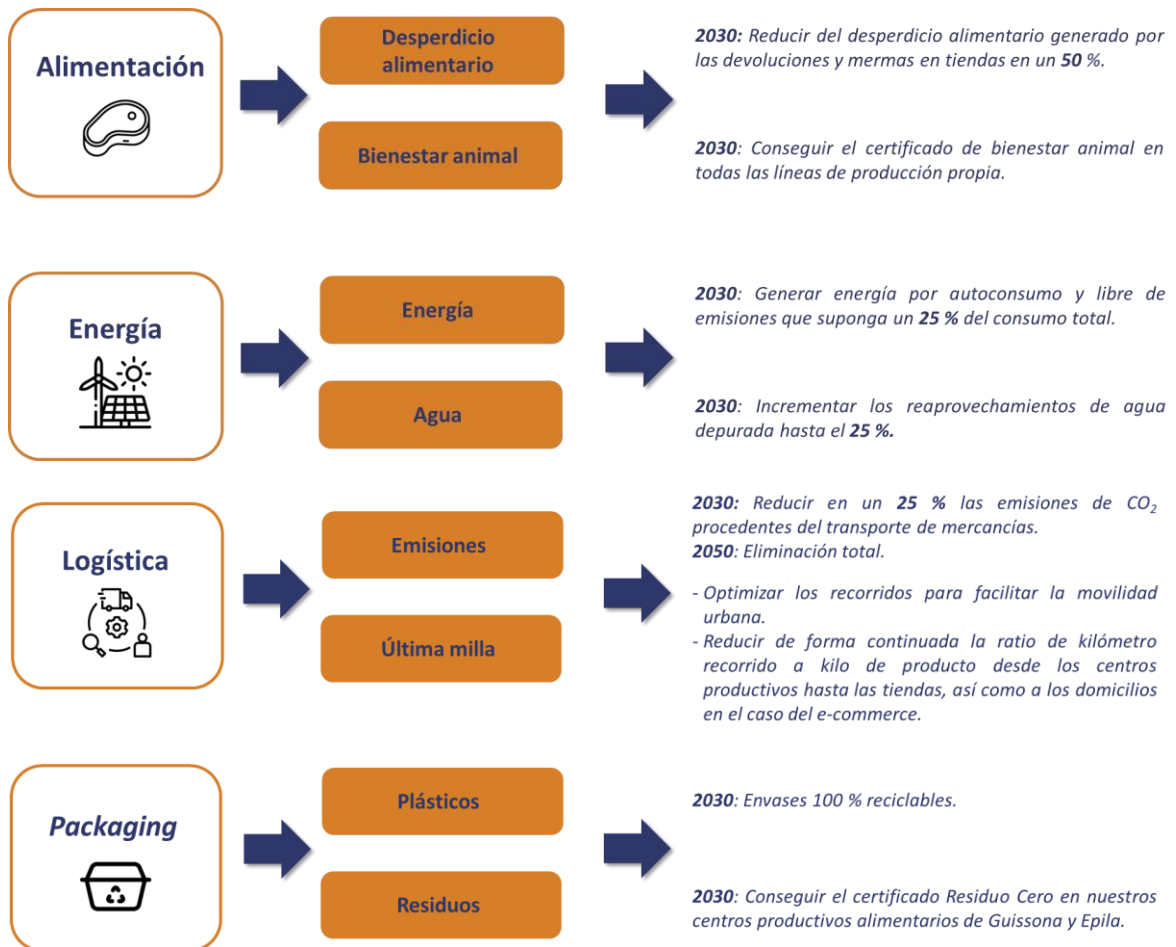 Alimentación
Desperdicio
alimentario
2030: Reducir del desperdicio alimentario generado por
las devoluciones y mermas en tiendas en un 50 %.
Bienestar animal
2030: Conseguir el certificado de bienestar animal en
todas las líneas de producción propia.
Energía
Energía
2030: Generar energía por autoconsumo y libre de
emisiones que suponga un 25 % del consumo total.
Agua
2030: Incrementar los reaprovechamientos de agua
depurada hasta el 25 %.
Logística
Emisiones
2030: Reducir en un 25 % las emisiones de CO₂
procedentes del transporte de mercancías.
2050: Eliminación total.
Última milla
- Optimizar los recorridos para facilitar la movilidad
urbana.
- Reducir de forma continuada la ratio de kilómetro
recorrido a kilo de producto desde los centros
productivos hasta las tiendas, así como a los domicilios
en el caso del e-commerce.
Packaging
Plásticos
2030: Envases 100 % reciclables.
Residuos
2030: Conseguir el certificado Residuo Cero en nuestros
centros productivos alimentarios de Guissona y Epila.